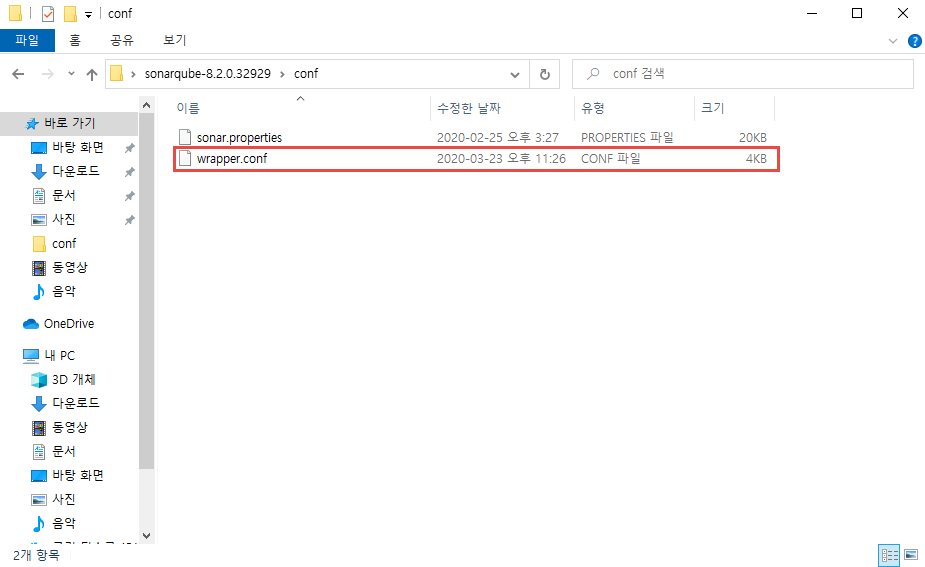 conf
파일 홈 공유 보기
sonarqube-8.2.0.32929 conf
conf 검색
이름 수정한 날짜 유형 크기
sonar.properties 2020-02-25 오후 3:27 PROPERTIES 파일 20KB
wrapper.conf 2020-03-23 오후 11:26 CONF 파일 4KB
바로 가기
바탕 화면
다운로드
문서
사진
conf
동영상
음악
OneDrive
내 PC
3D 개체
다운로드
동영상
문서
바탕 화면
사진
음악
2개 항목